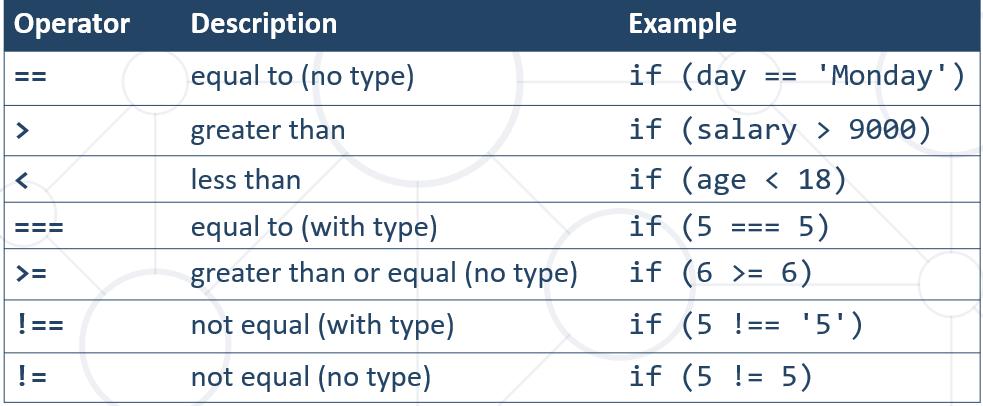 Operator Description Example
== equal to (no type) if (day == 'Monday')
> greater than if (salary > 9000)
< less than if (age < 18)
=== equal to (with type) if (5 === 5)
>= greater than or equal (no type) if (6 >= 6)
!== not equal (with type) if (5 !== '5')
!= not equal (no type) if (5 != 5)